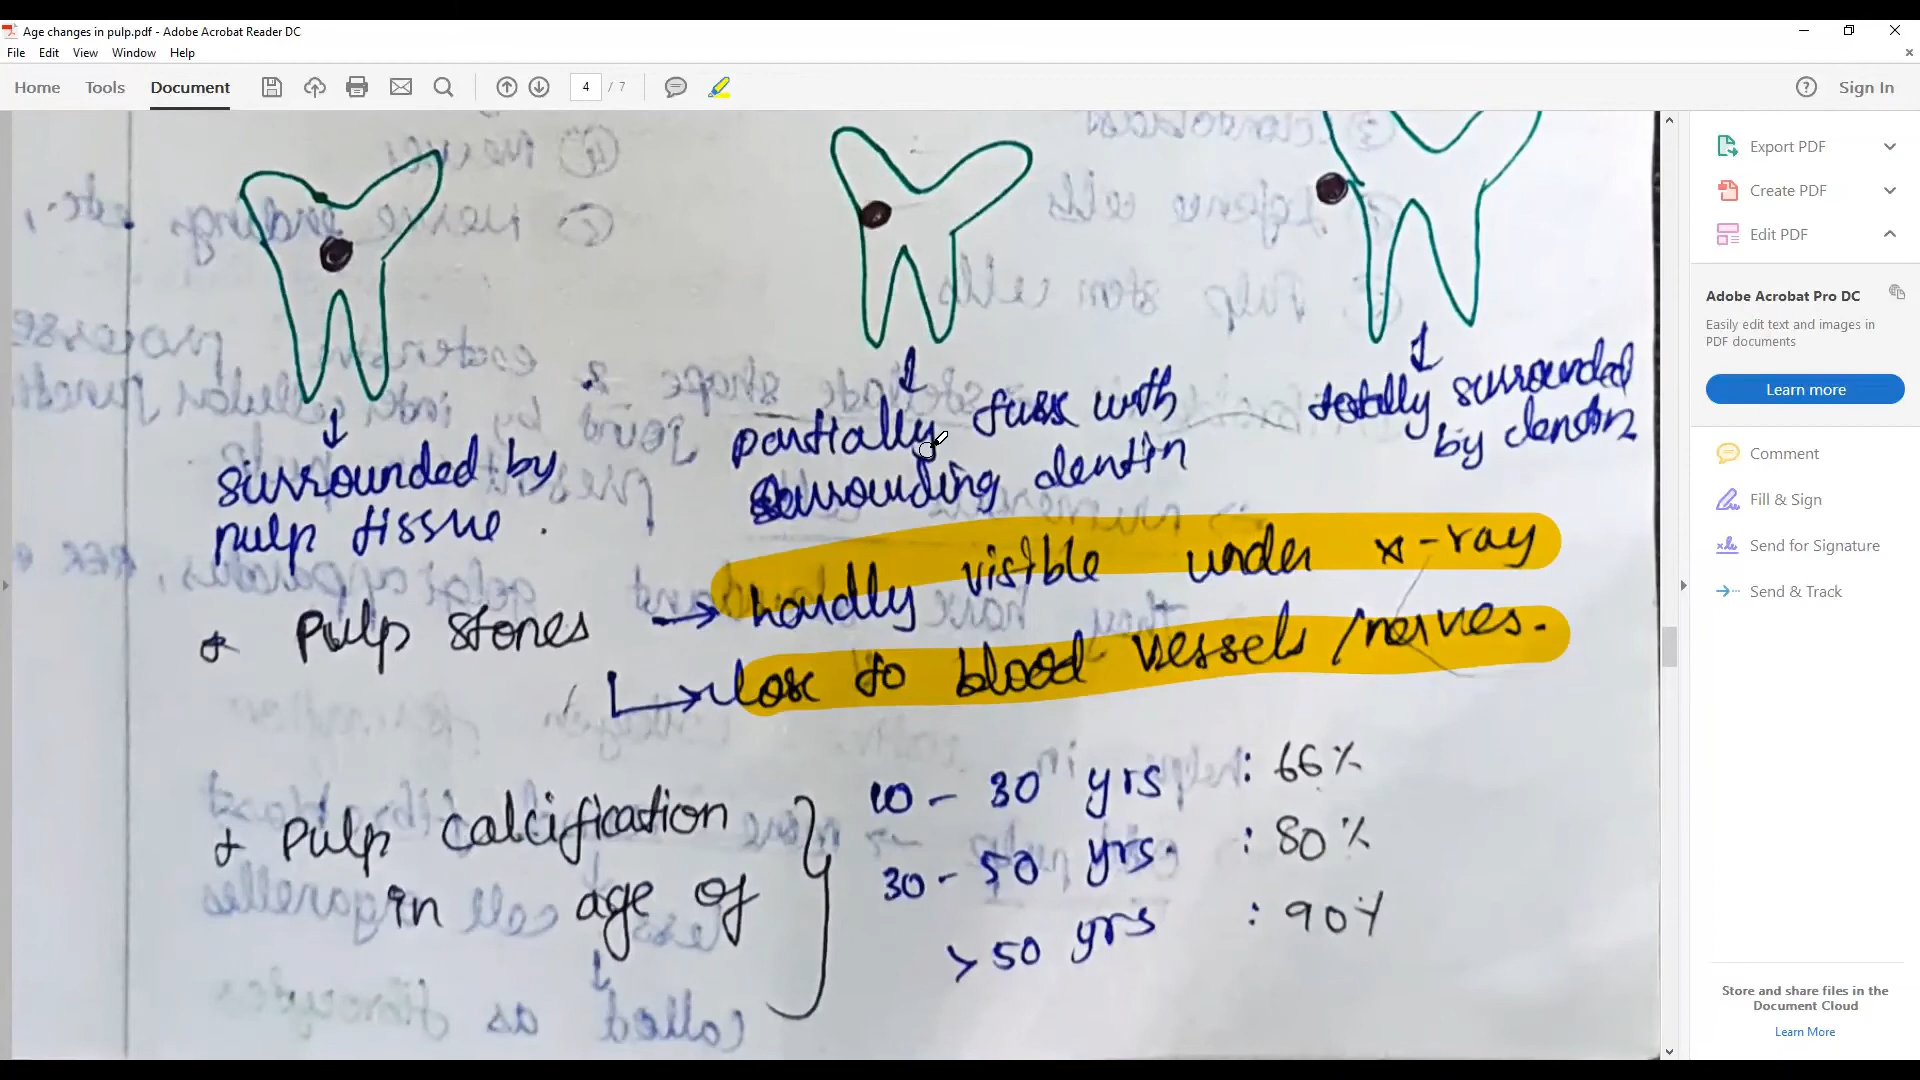 Age changes in pulp.pdf - Adobe Acrobat Reader DC
File Edit View Window Help
Home Tools Document 4 / 7 Sign In
surrounded by
pulp tissue.
partially fuse with
surrounding dentin
totally surrounded
by dentin
* Pulp stones → hardly visible under x-ray
→ close to blood vessels / nerves.
+ Pulp calcification
in age of
10 - 30 yrs : 66%
30 - 50 yrs. : 80%
> 50 yrs : 90%
Export PDF
Create PDF
Edit PDF
Adobe Acrobat Pro DC
Easily edit text and images in
PDF documents
Learn more
Comment
Fill & Sign
Send for Signature
Send & Track
Store and share files in the
Document Cloud
Learn More